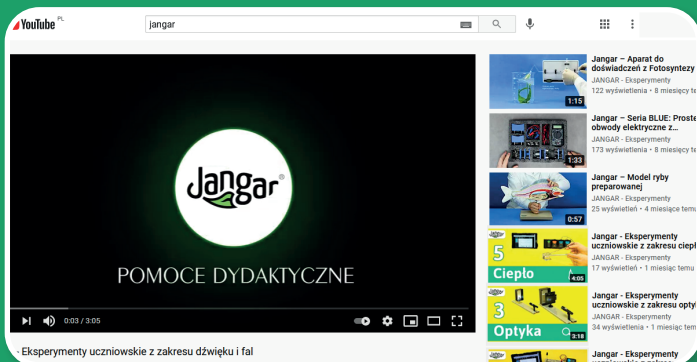 YouTube PL
jangar
Jangar®
POMOCE DYDAKTYCZNE
0:03 / 3:05
Eksperymenty uczniowskie z zakresu dźwięku i fal
1:15
Jangar – Aparat do
doświadczeń z Fotosyntezy
JANGAR - Eksperymenty
122 wyświetlenia • 8 miesięcy te
1:33
Jangar – Seria BLUE: Proste
obwody elektryczne z...
JANGAR - Eksperymenty
173 wyświetlenia • 8 miesięcy te
0:57
Jangar – Model ryby
preparowanej
JANGAR - Eksperymenty
25 wyświetleń • 4 miesiące temu
5
Ciepło
4:05
Jangar - Eksperymenty
uczniowskie z zakresu ciepł
JANGAR - Eksperymenty
17 wyświetleń • 1 miesiąc temu
3
Optyka
3:18
Jangar - Eksperymenty
uczniowskie z zakresu opty
JANGAR - Eksperymenty
34 wyświetlenia • 1 miesiąc tem
Jangar - Eksperymenty